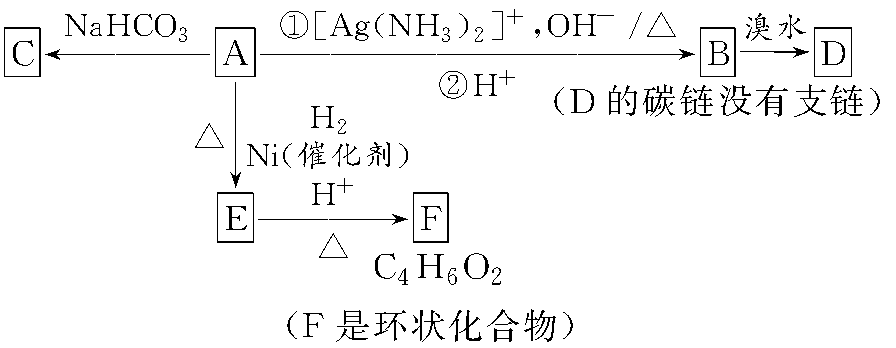 NaHCO₃ ①[Ag(NH₃)₂]⁺,OH⁻/△ 溴水
C A B D
②H⁺
(D的碳链没有支链)
H₂
△
Ni(催化剂)
H⁺
E F
△
C₄H₆O₂
(F是环状化合物)